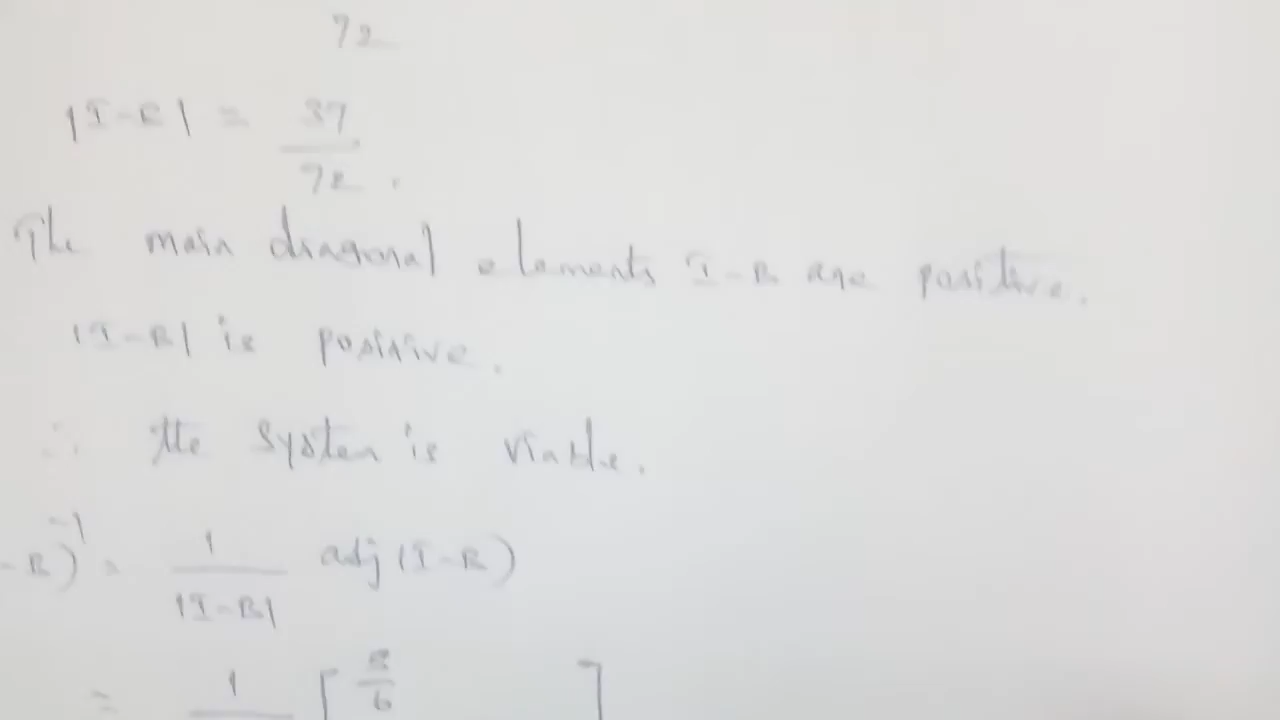 72
|I-B| = 37
72.
The main diagonal elements I-B are positive.
|I-B| is positive.
∴ the system is viable.
-B)⁻¹ = 1 adj (I-B)
|I-B|
= 1 [ 5 ]
6